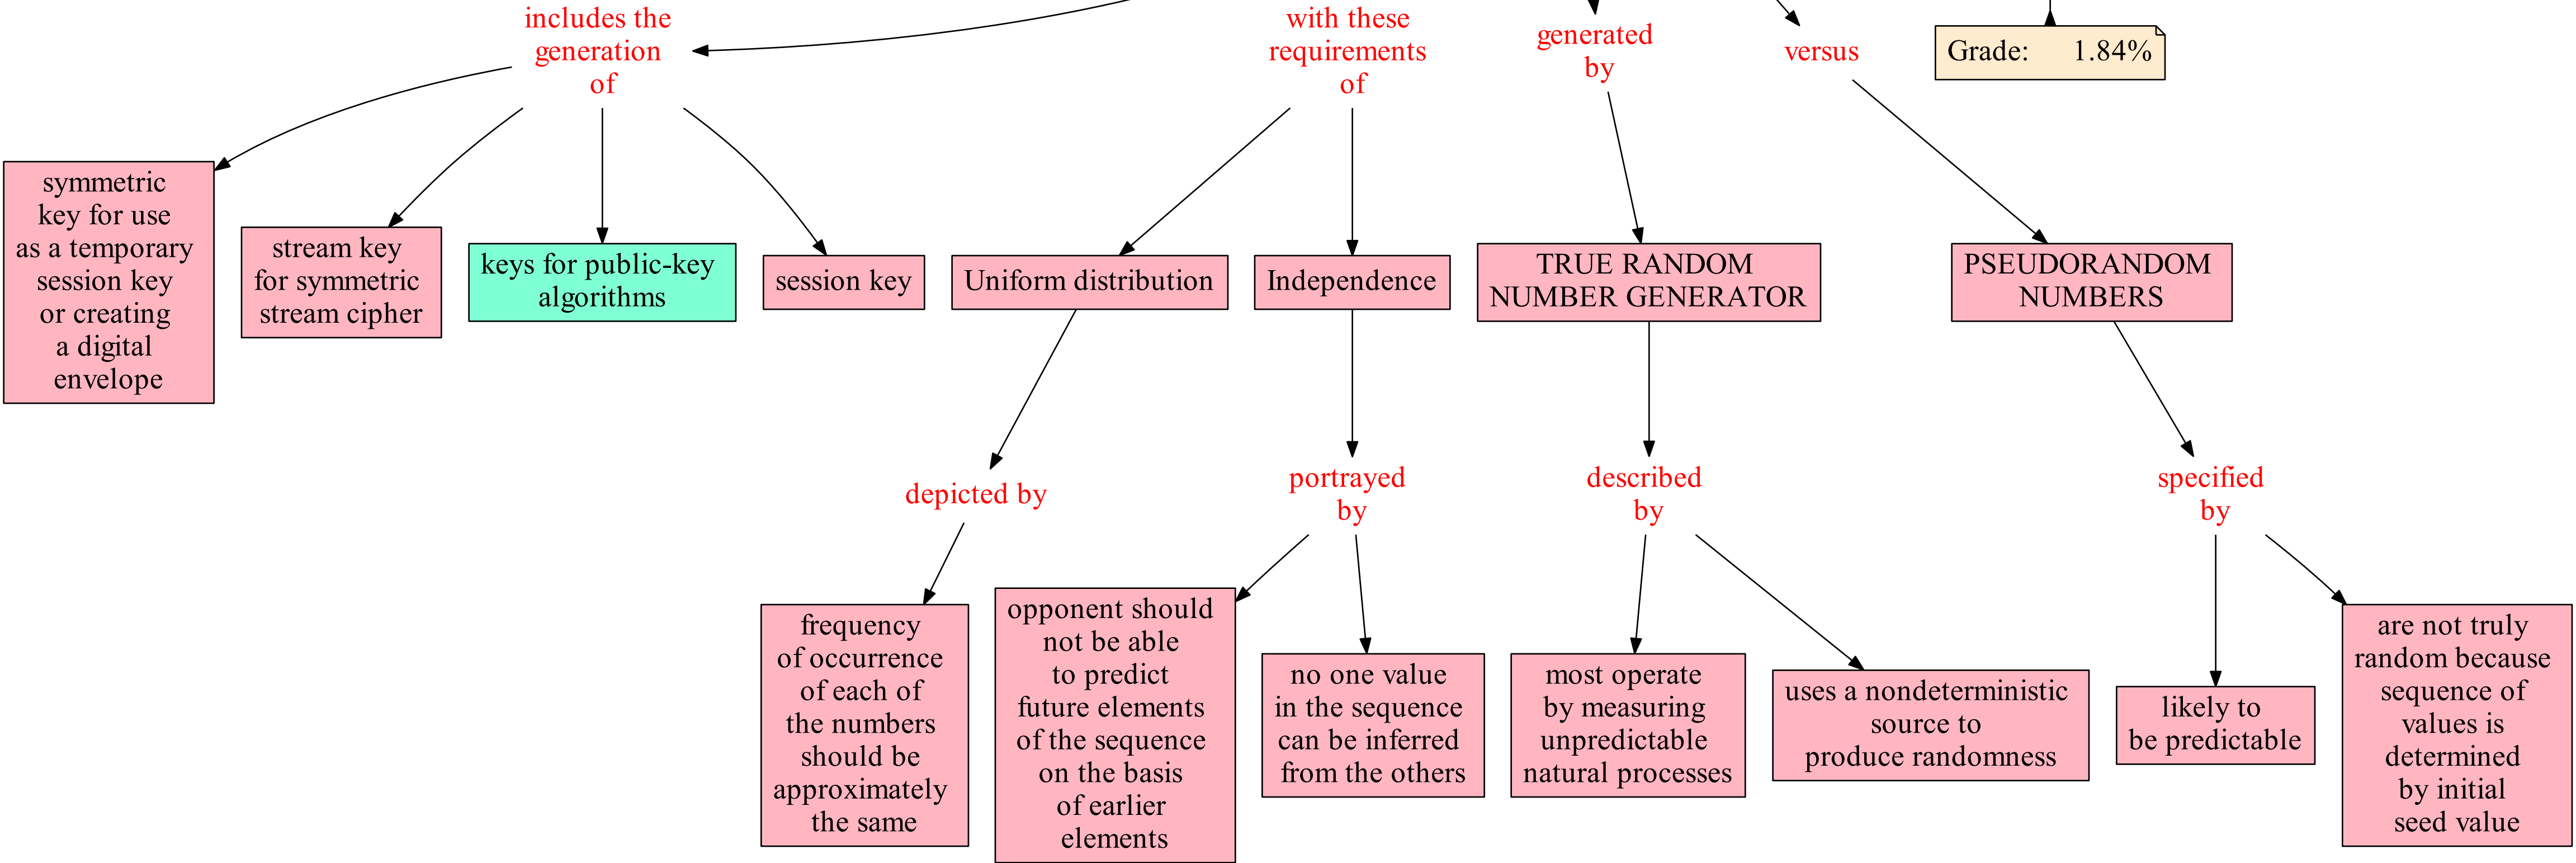 includes the
generation
of
with these
requirements
of
generated
by
versus
Grade: 1.84%
symmetric
key for use
as a temporary
session key
or creating
a digital
envelope
stream key
for symmetric
stream cipher
keys for public-key
algorithms
session key
Uniform distribution
Independence
TRUE RANDOM
NUMBER GENERATOR
PSEUDORANDOM
NUMBERS
depicted by
portrayed
by
described
by
specified
by
frequency
of occurrence
of each of
the numbers
should be
approximately
the same
opponent should
not be able
to predict
future elements
of the sequence
on the basis
of earlier
elements
no one value
in the sequence
can be inferred
from the others
most operate
by measuring
unpredictable
natural processes
uses a nondeterministic
source to
produce randomness
likely to
be predictable
are not truly
random because
sequence of
values is
determined
by initial
seed value